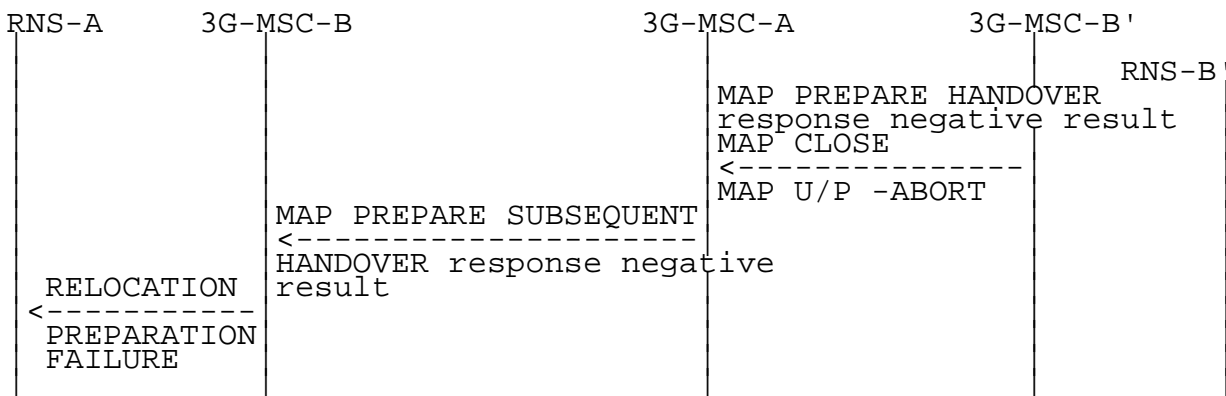 RNS-A 3G-MSC-B 3G-MSC-A 3G-MSC-B'
RNS-B'
MAP PREPARE HANDOVER
response negative result
MAP CLOSE
<---------------
MAP U/P -ABORT
MAP PREPARE SUBSEQUENT
<---------------------
HANDOVER response negative
result
RELOCATION
<-----------
PREPARATION
FAILURE